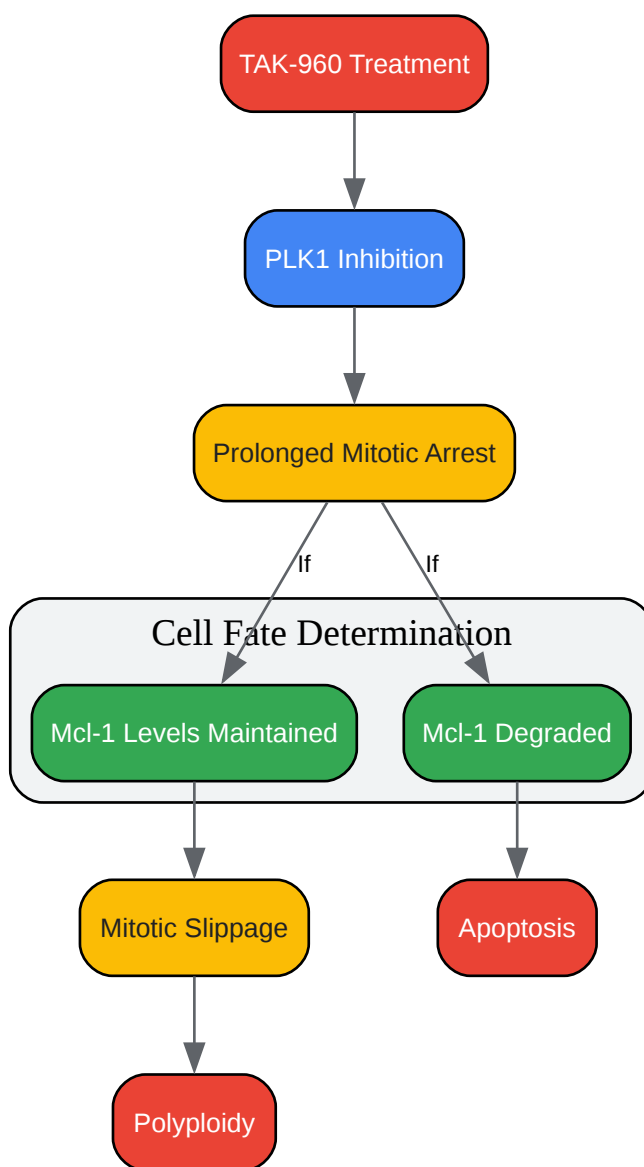 TAK-960 Treatment
PLK1 Inhibition
Prolonged Mitotic Arrest
If
If
Cell Fate Determination
Mcl-1 Levels Maintained
Mcl-1 Degraded
Mitotic Slippage
Apoptosis
Polyploidy